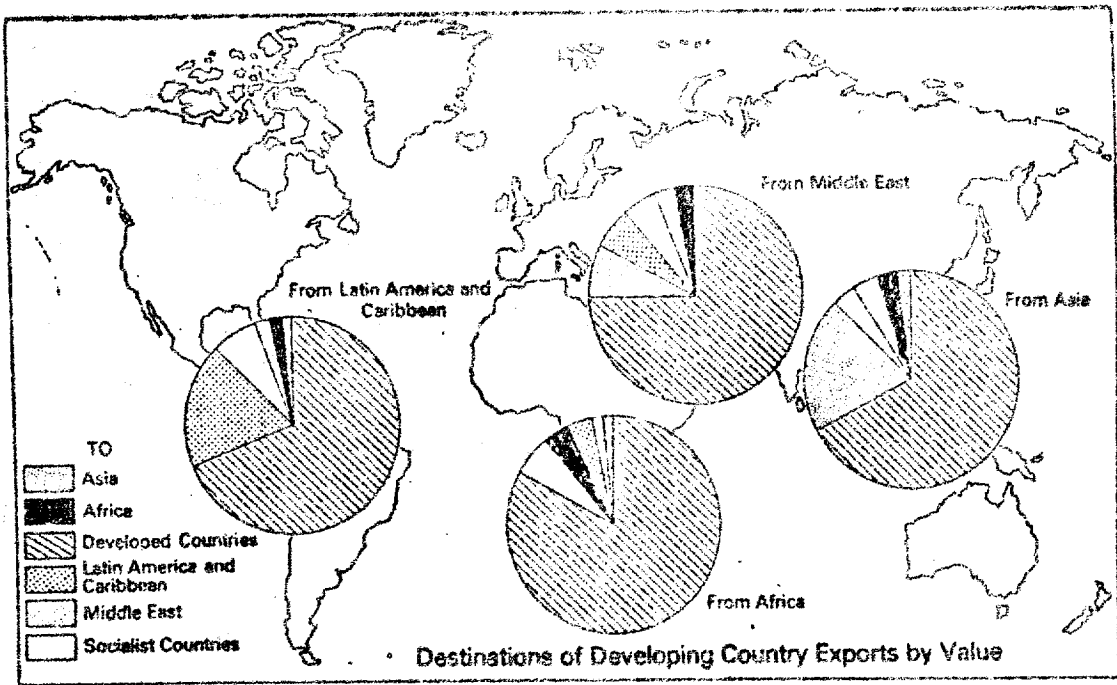 From Middle East
From Latin America and
Caribbean
From Asia
TO
Asia
Africa
Developed Countries
Latin America and
Caribbean
Middle East
Socialist Countries
From Africa
Destinations of Developing Country Exports by Value